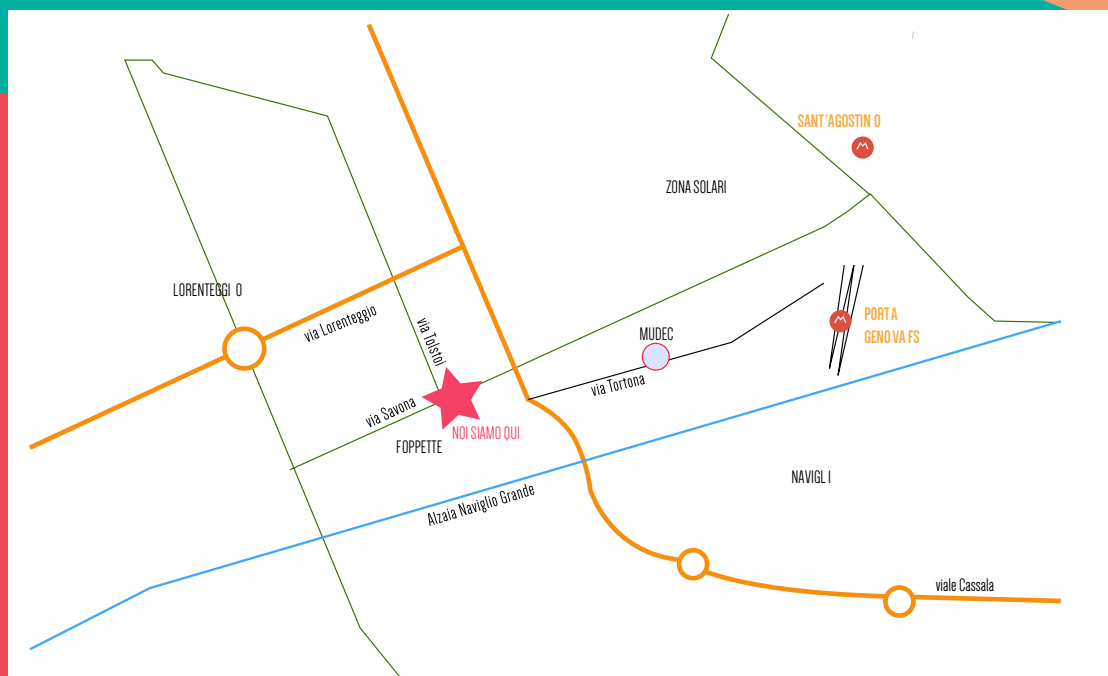 SANT'AGOSTIN O
ZONA SOLARI
LORENTEGGI O
via Lorenteggio
via Tolstoi
PORTA
GENO VA FS
MUDEC
via Tortona
via Savona
NOI SIAMO QUI
FOPPETTE
NAVIGL I
Alzaia Naviglio Grande
viale Cassala